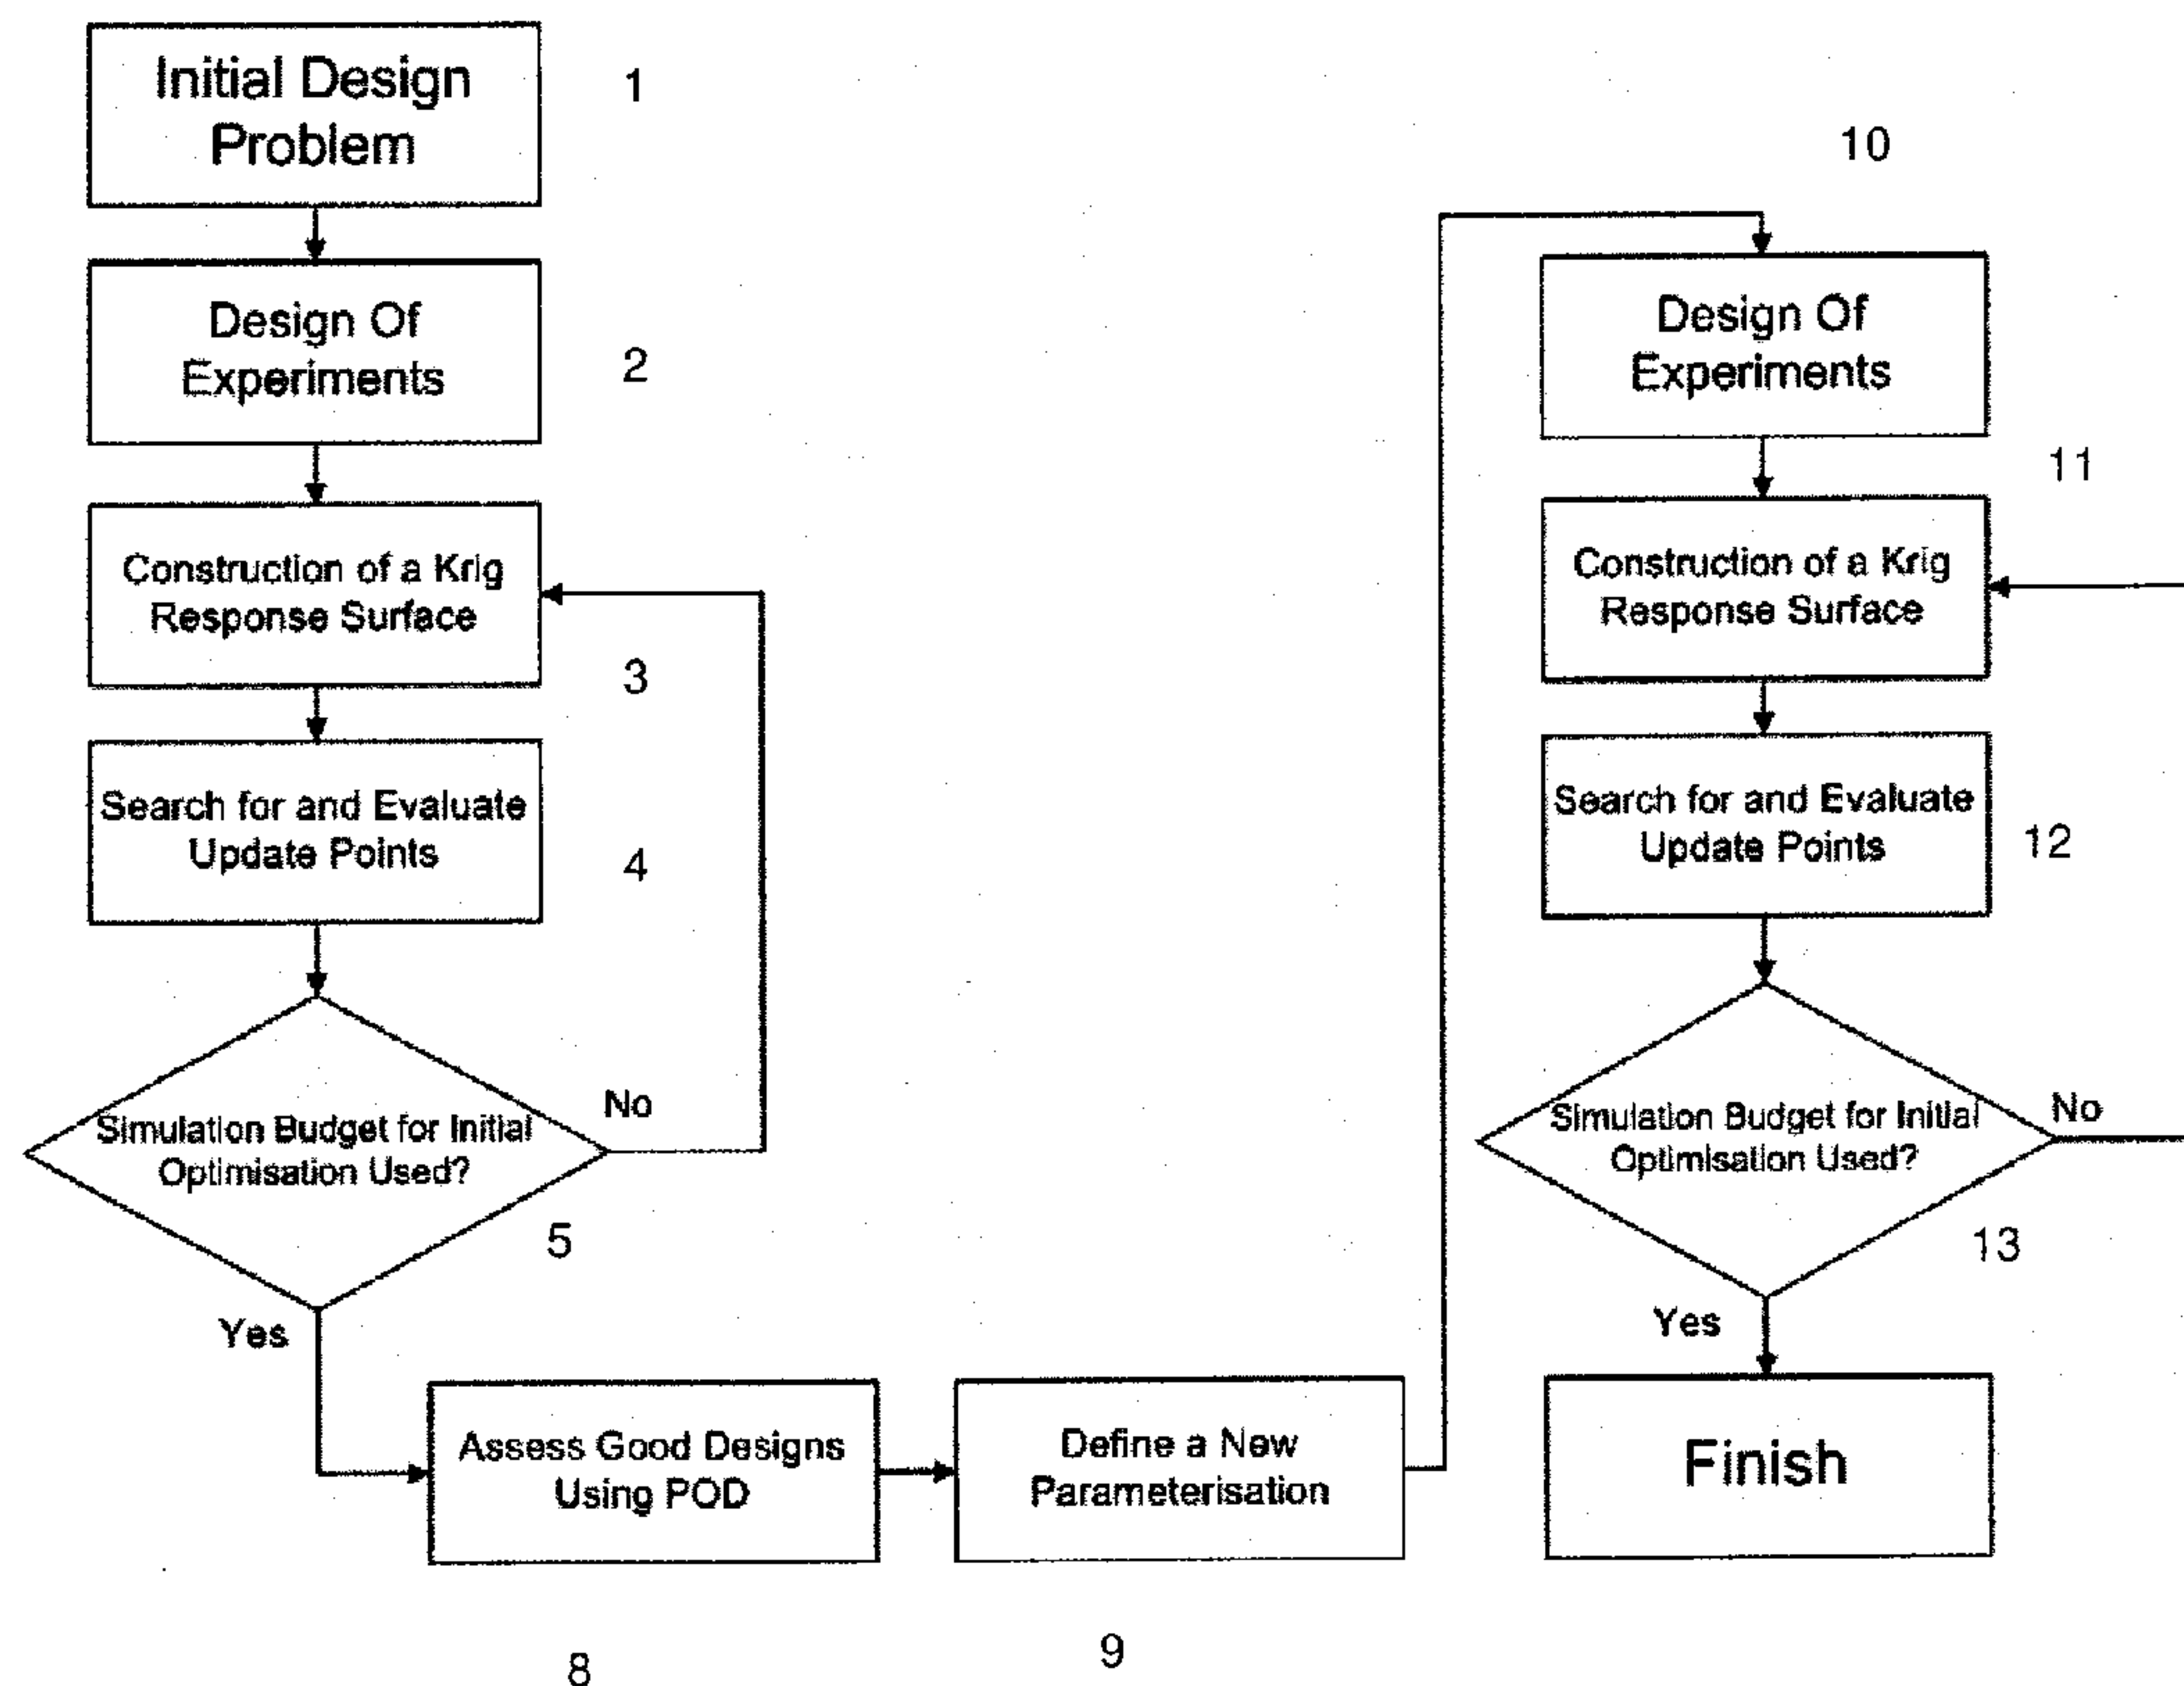 Initial Design
Problem
1
Design Of
Experiments
2
Construction of a Krig
Response Surface
3
Search for and Evaluate
Update Points
4
Simulation Budget for Initial
Optimisation Used?
No
5
Yes
Assess Good Designs
Using POD
8
Define a New
Parameterisation
9
10
Design Of
Experiments
11
Construction of a Krig
Response Surface
Search for and Evaluate
Update Points
12
Simulation Budget for Initial
Optimisation Used?
No
13
Yes
Finish